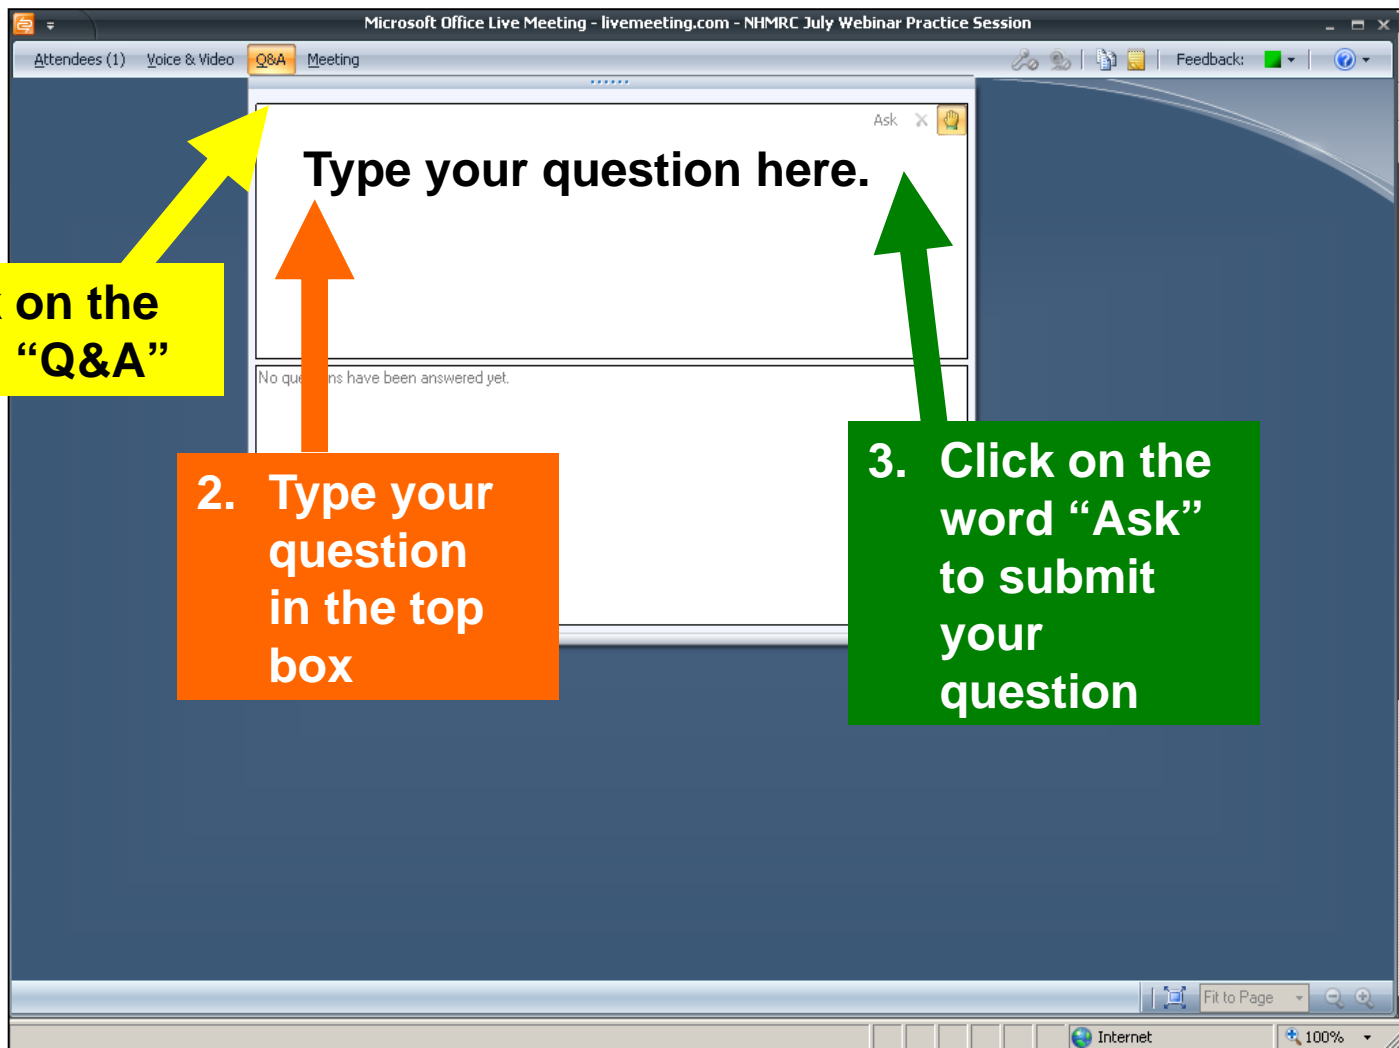 Microsoft Office Live Meeting - livemeeting.com - NHMRC July Webinar Practice Session
Attendees (1) Voice & Video Q&A Meeting Feedback:
Ask
Type your question here.
on the
“Q&A”
No questions have been answered yet.
2. Type your
question
in the top
box
3. Click on the
word “Ask”
to submit
your
question
Fit to Page
Internet 100%